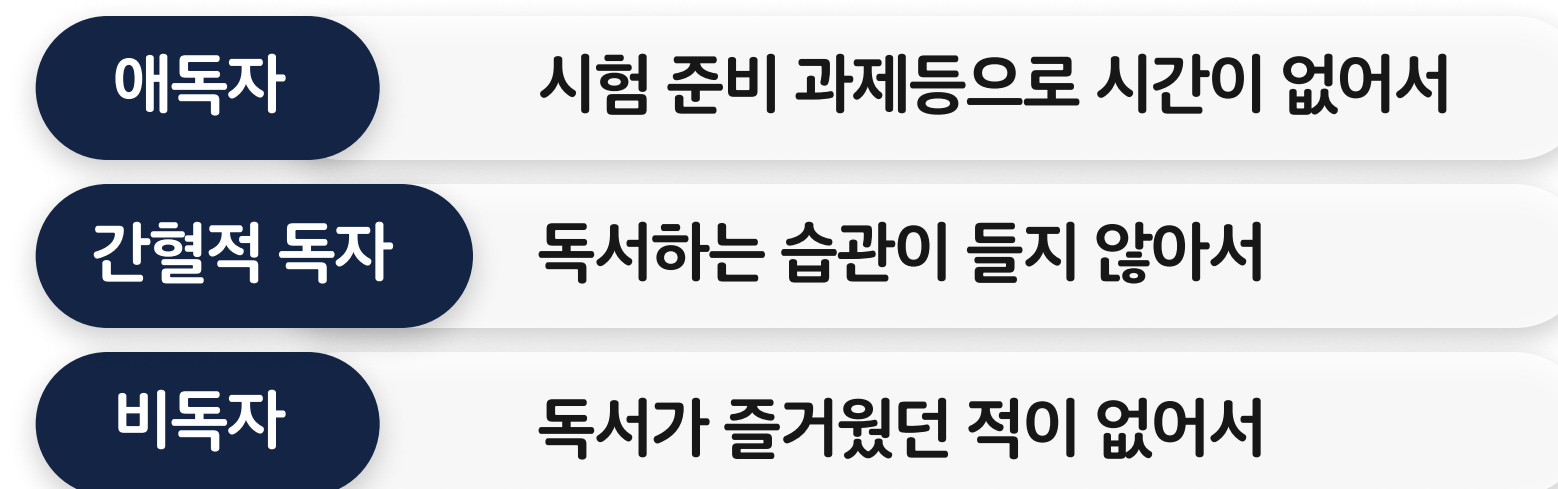 애독자 시험 준비 과제등으로 시간이 없어서
간혈적 독자 독서하는 습관이 들지 않아서
비독자 독서가 즐거웠던 적이 없어서